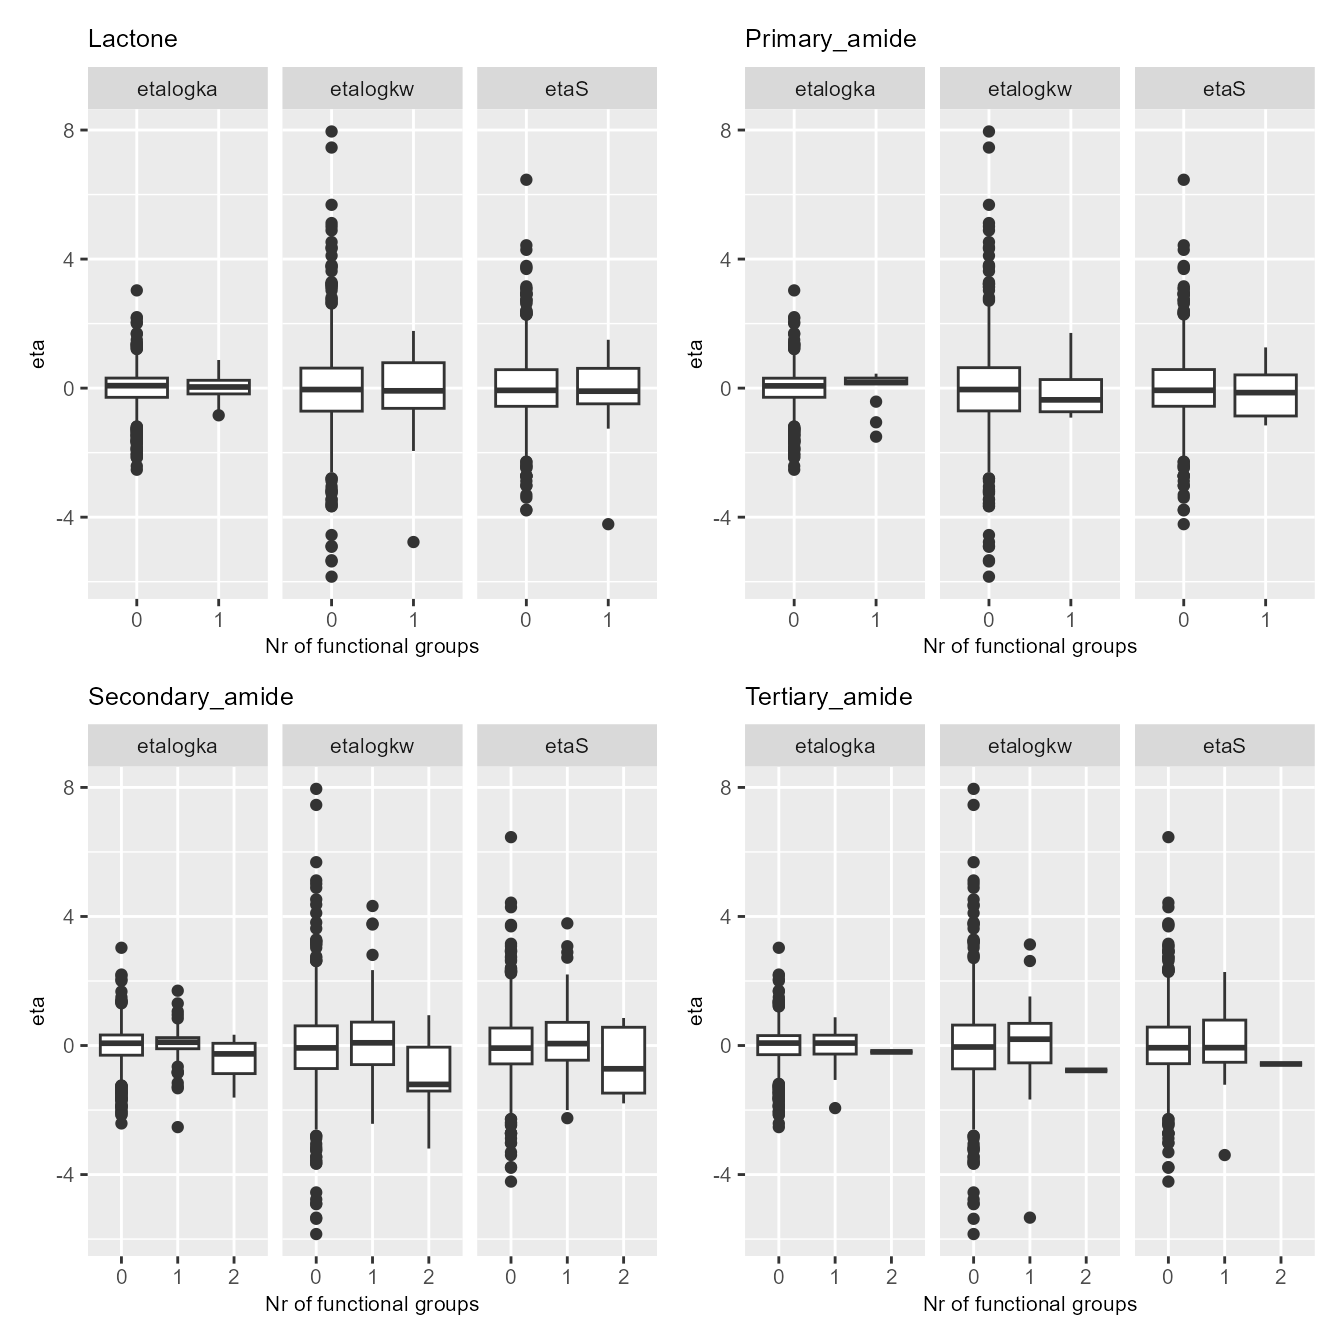 Lactone
etalogka etalogkw etaS
8
4
0
-4
eta
0 1 0 1 0 1
Nr of functional groups
Primary_amide
etalogka etalogkw etaS
8
4
0
-4
eta
0 1 0 1 0 1
Nr of functional groups
Secondary_amide
etalogka etalogkw etaS
8
4
0
-4
eta
0 1 2 0 1 2 0 1 2
Nr of functional groups
Tertiary_amide
etalogka etalogkw etaS
8
4
0
-4
eta
0 1 2 0 1 2 0 1 2
Nr of functional groups